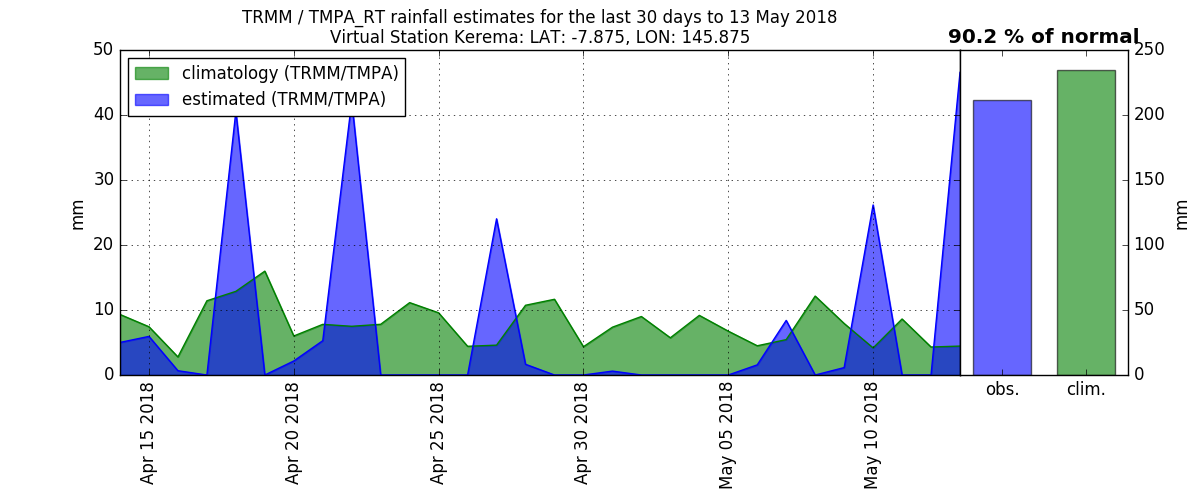 TRMM / TMPA_RT rainfall estimates for the last 30 days to 13 May 2018
Virtual Station Kerema: LAT: -7.875, LON: 145.875
90.2 % of normal
climatology (TRMM/TMPA)
estimated (TRMM/TMPA)
50
40
30
20
10
0
mm
Apr 15 2018
Apr 20 2018
Apr 25 2018
Apr 30 2018
May 05 2018
May 10 2018
obs.
clim.
250
200
150
100
50
0
mm